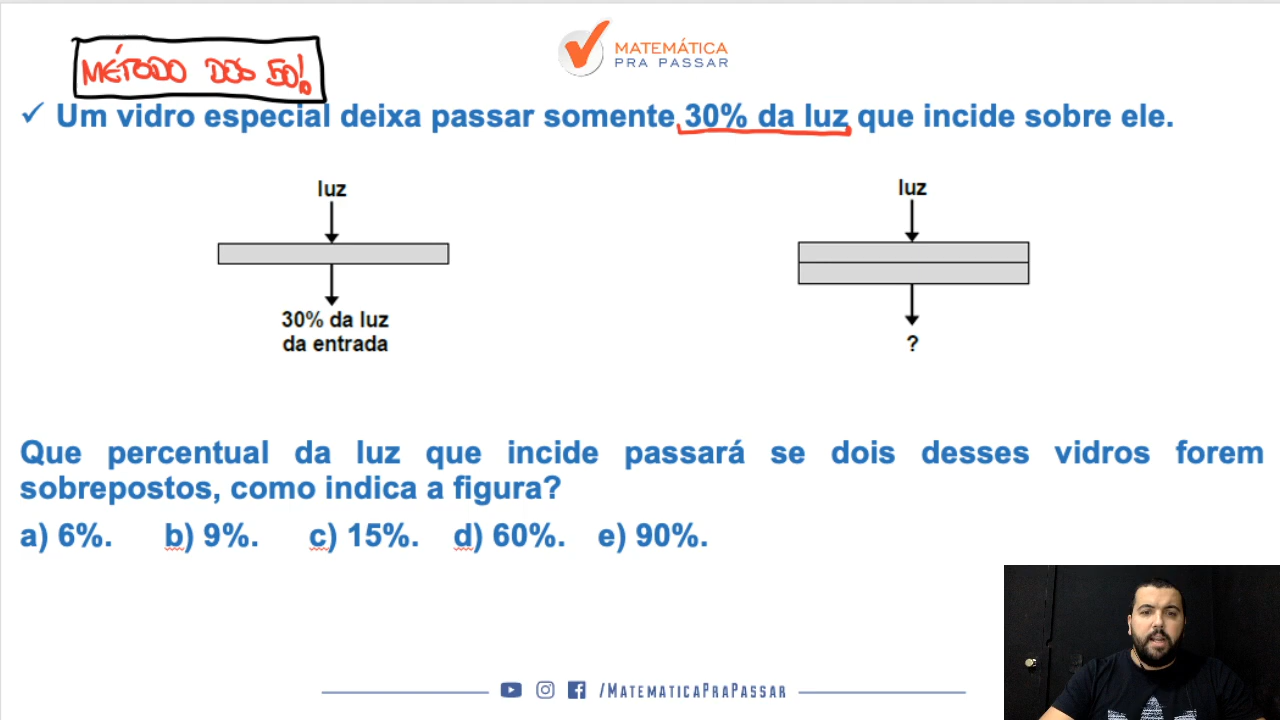 MATEMÁTICA
PRA PASSAR
MÉTODO DOS 50!
✓ Um vidro especial deixa passar somente 30% da luz que incide sobre ele.
luz
30% da luz
da entrada
luz
?
Que percentual da luz que incide passará se dois desses vidros forem
sobrepostos, como indica a figura?
a) 6%. b) 9%. c) 15%. d) 60%. e) 90%.
/MATEMATICAPRAPASSAR